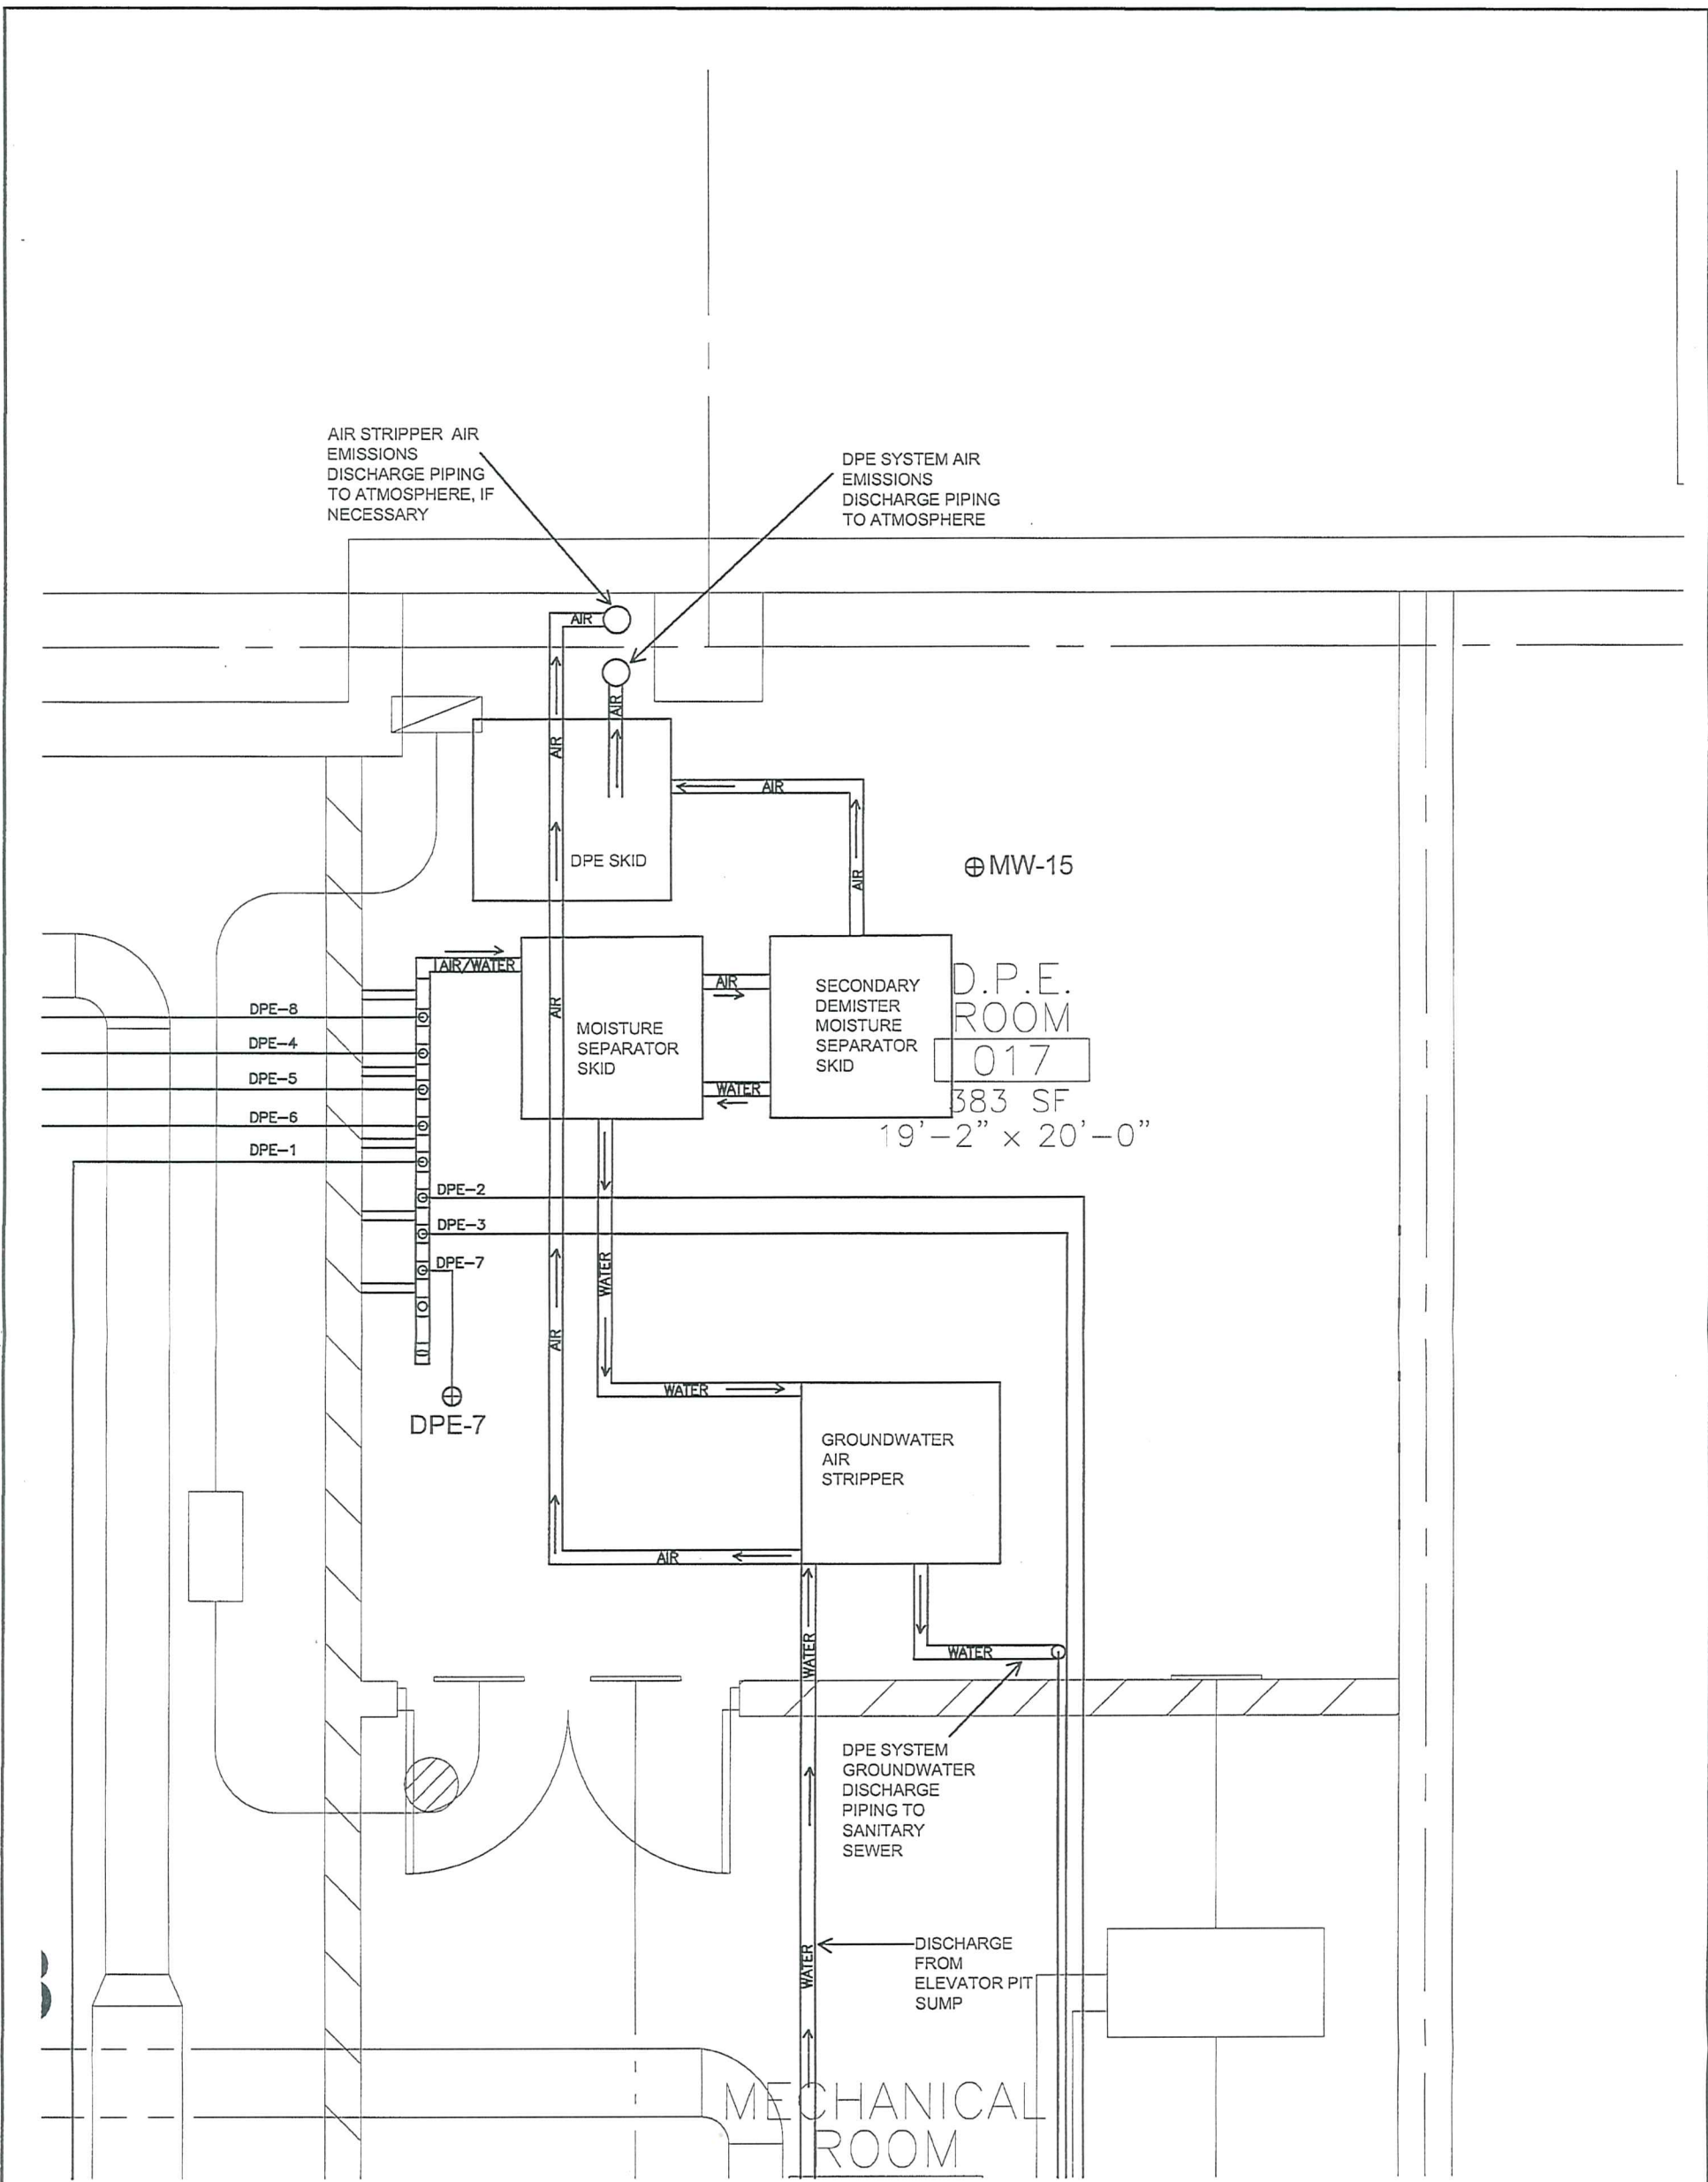 AIR STRIPPER AIR
EMISSIONS
DISCHARGE PIPING
TO ATMOSPHERE, IF
NECESSARY
DPE SYSTEM AIR
EMISSIONS
DISCHARGE PIPING
TO ATMOSPHERE
AIR
AIR
AIR
AIR
DPE SKID
AIR
⊕MW-15
AIR/WATER
AIR
AIR
MOISTURE
SEPARATOR
SKID
WATER
SECONDARY
DEMISTER
MOISTURE
SEPARATOR
SKID
D.P.E.
ROOM
017
383 SF
19'-2" x 20'-0"
DPE-8
DPE-4
DPE-5
DPE-6
DPE-1
DPE-2
DPE-3
DPE-7
WATER
AIR
DPE-7
WATER
GROUNDWATER
AIR
STRIPPER
AIR
WATER
WATER
DPE SYSTEM
GROUNDWATER
DISCHARGE
PIPING TO
SANITARY
SEWER
WATER
DISCHARGE
FROM
ELEVATOR PIT
SUMP
MECHANICAL
ROOM